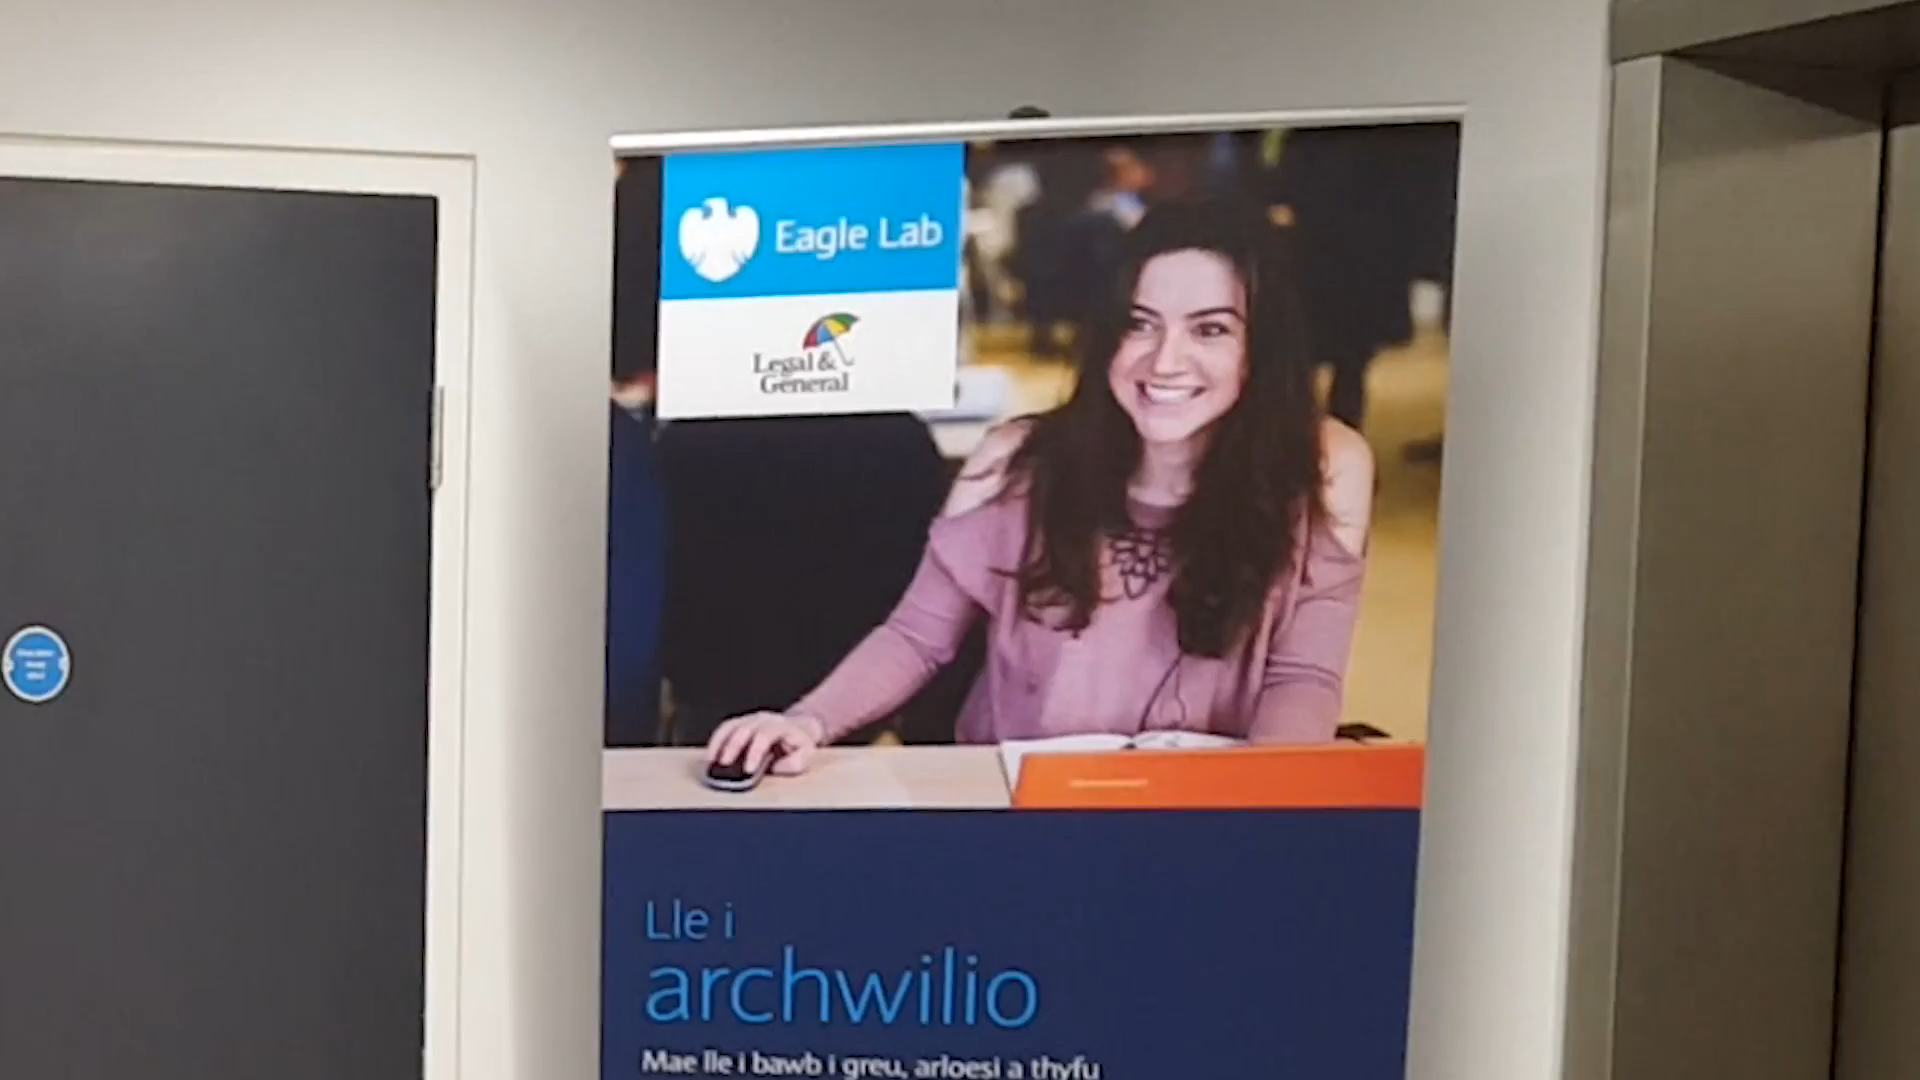 Eagle Lab
Legal &
General
Lle i
archwilio
Mae lle i bawb i greu, arloesi a thyfu